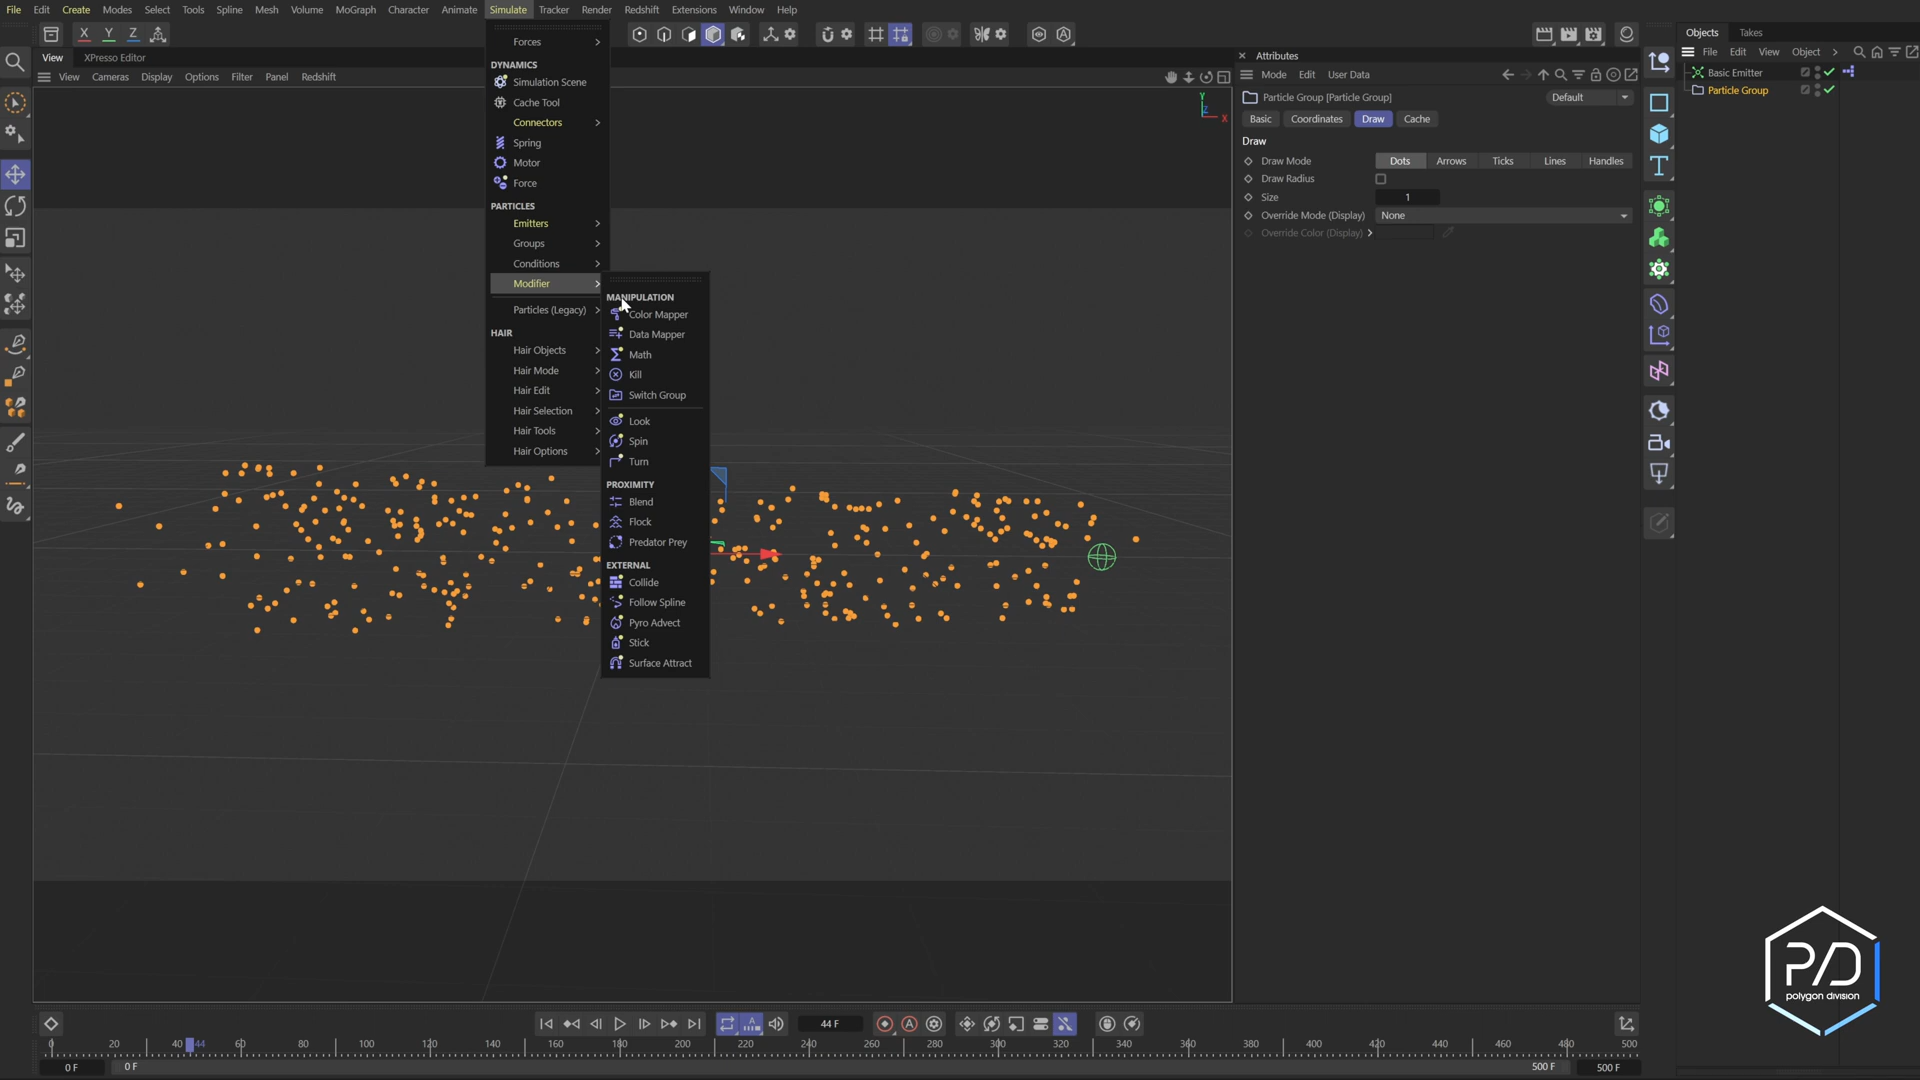 File Edit Create Modes Select Tools Spline Mesh Volume MoGraph Character Animate Simulate Tracker Render Redshift Extensions Window Help
X Y Z
View XPresso Editor
View Cameras Display Options Filter Panel Redshift
Y
Z
X
Forces
DYNAMICS
Simulation Scene
Cache Tool
Connectors
Spring
Motor
Force
PARTICLES
Emitters
Groups
Conditions
Modifier
Particles (Legacy)
HAIR
Hair Objects
Hair Mode
Hair Edit
Hair Selection
Hair Tools
Hair Options
MANIPULATION
Color Mapper
Data Mapper
Math
Kill
Switch Group
Look
Spin
Turn
PROXIMITY
Blend
Flock
Predator Prey
EXTERNAL
Collide
Follow Spline
Pyro Advect
Stick
Surface Attract
Attributes
Mode Edit User Data
Particle Group [Particle Group] Default
Basic Coordinates Draw Cache
Draw
Draw Mode Dots Arrows Ticks Lines Handles
Draw Radius
Size 1
Override Mode (Display) None
Override Color (Display)
Objects Takes
File Edit View Object
Basic Emitter
Particle Group
44 F
0 20 40 44 60 80 100 120 140 160 180 200 220 240 260 280 300 320 340 360 380 400 420 440 460 480 500
0 F 0 F 500 F 500 F
P/D
polygon division